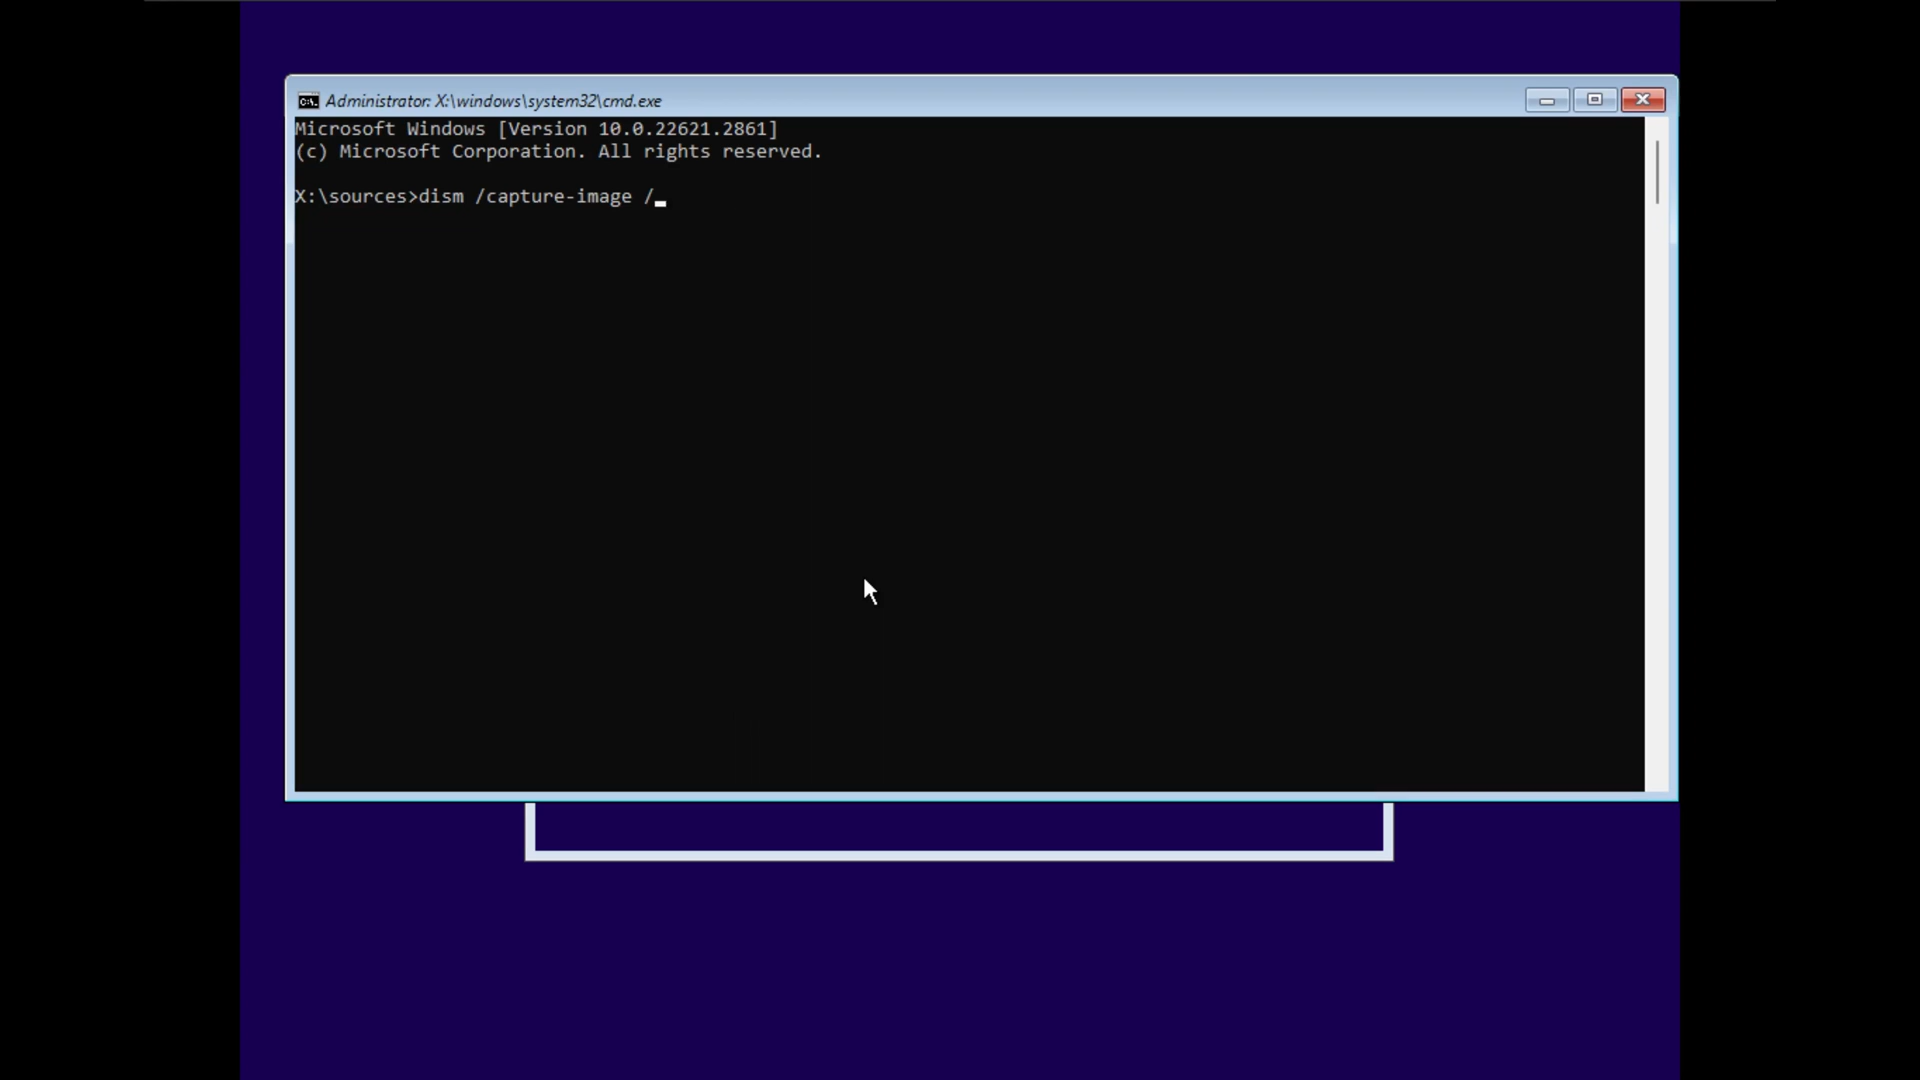 Administrator: X:\windows\system32\cmd.exe
Microsoft Windows [Version 10.0.22621.2861]
(c) Microsoft Corporation. All rights reserved.
X:\sources>dism /capture-image /